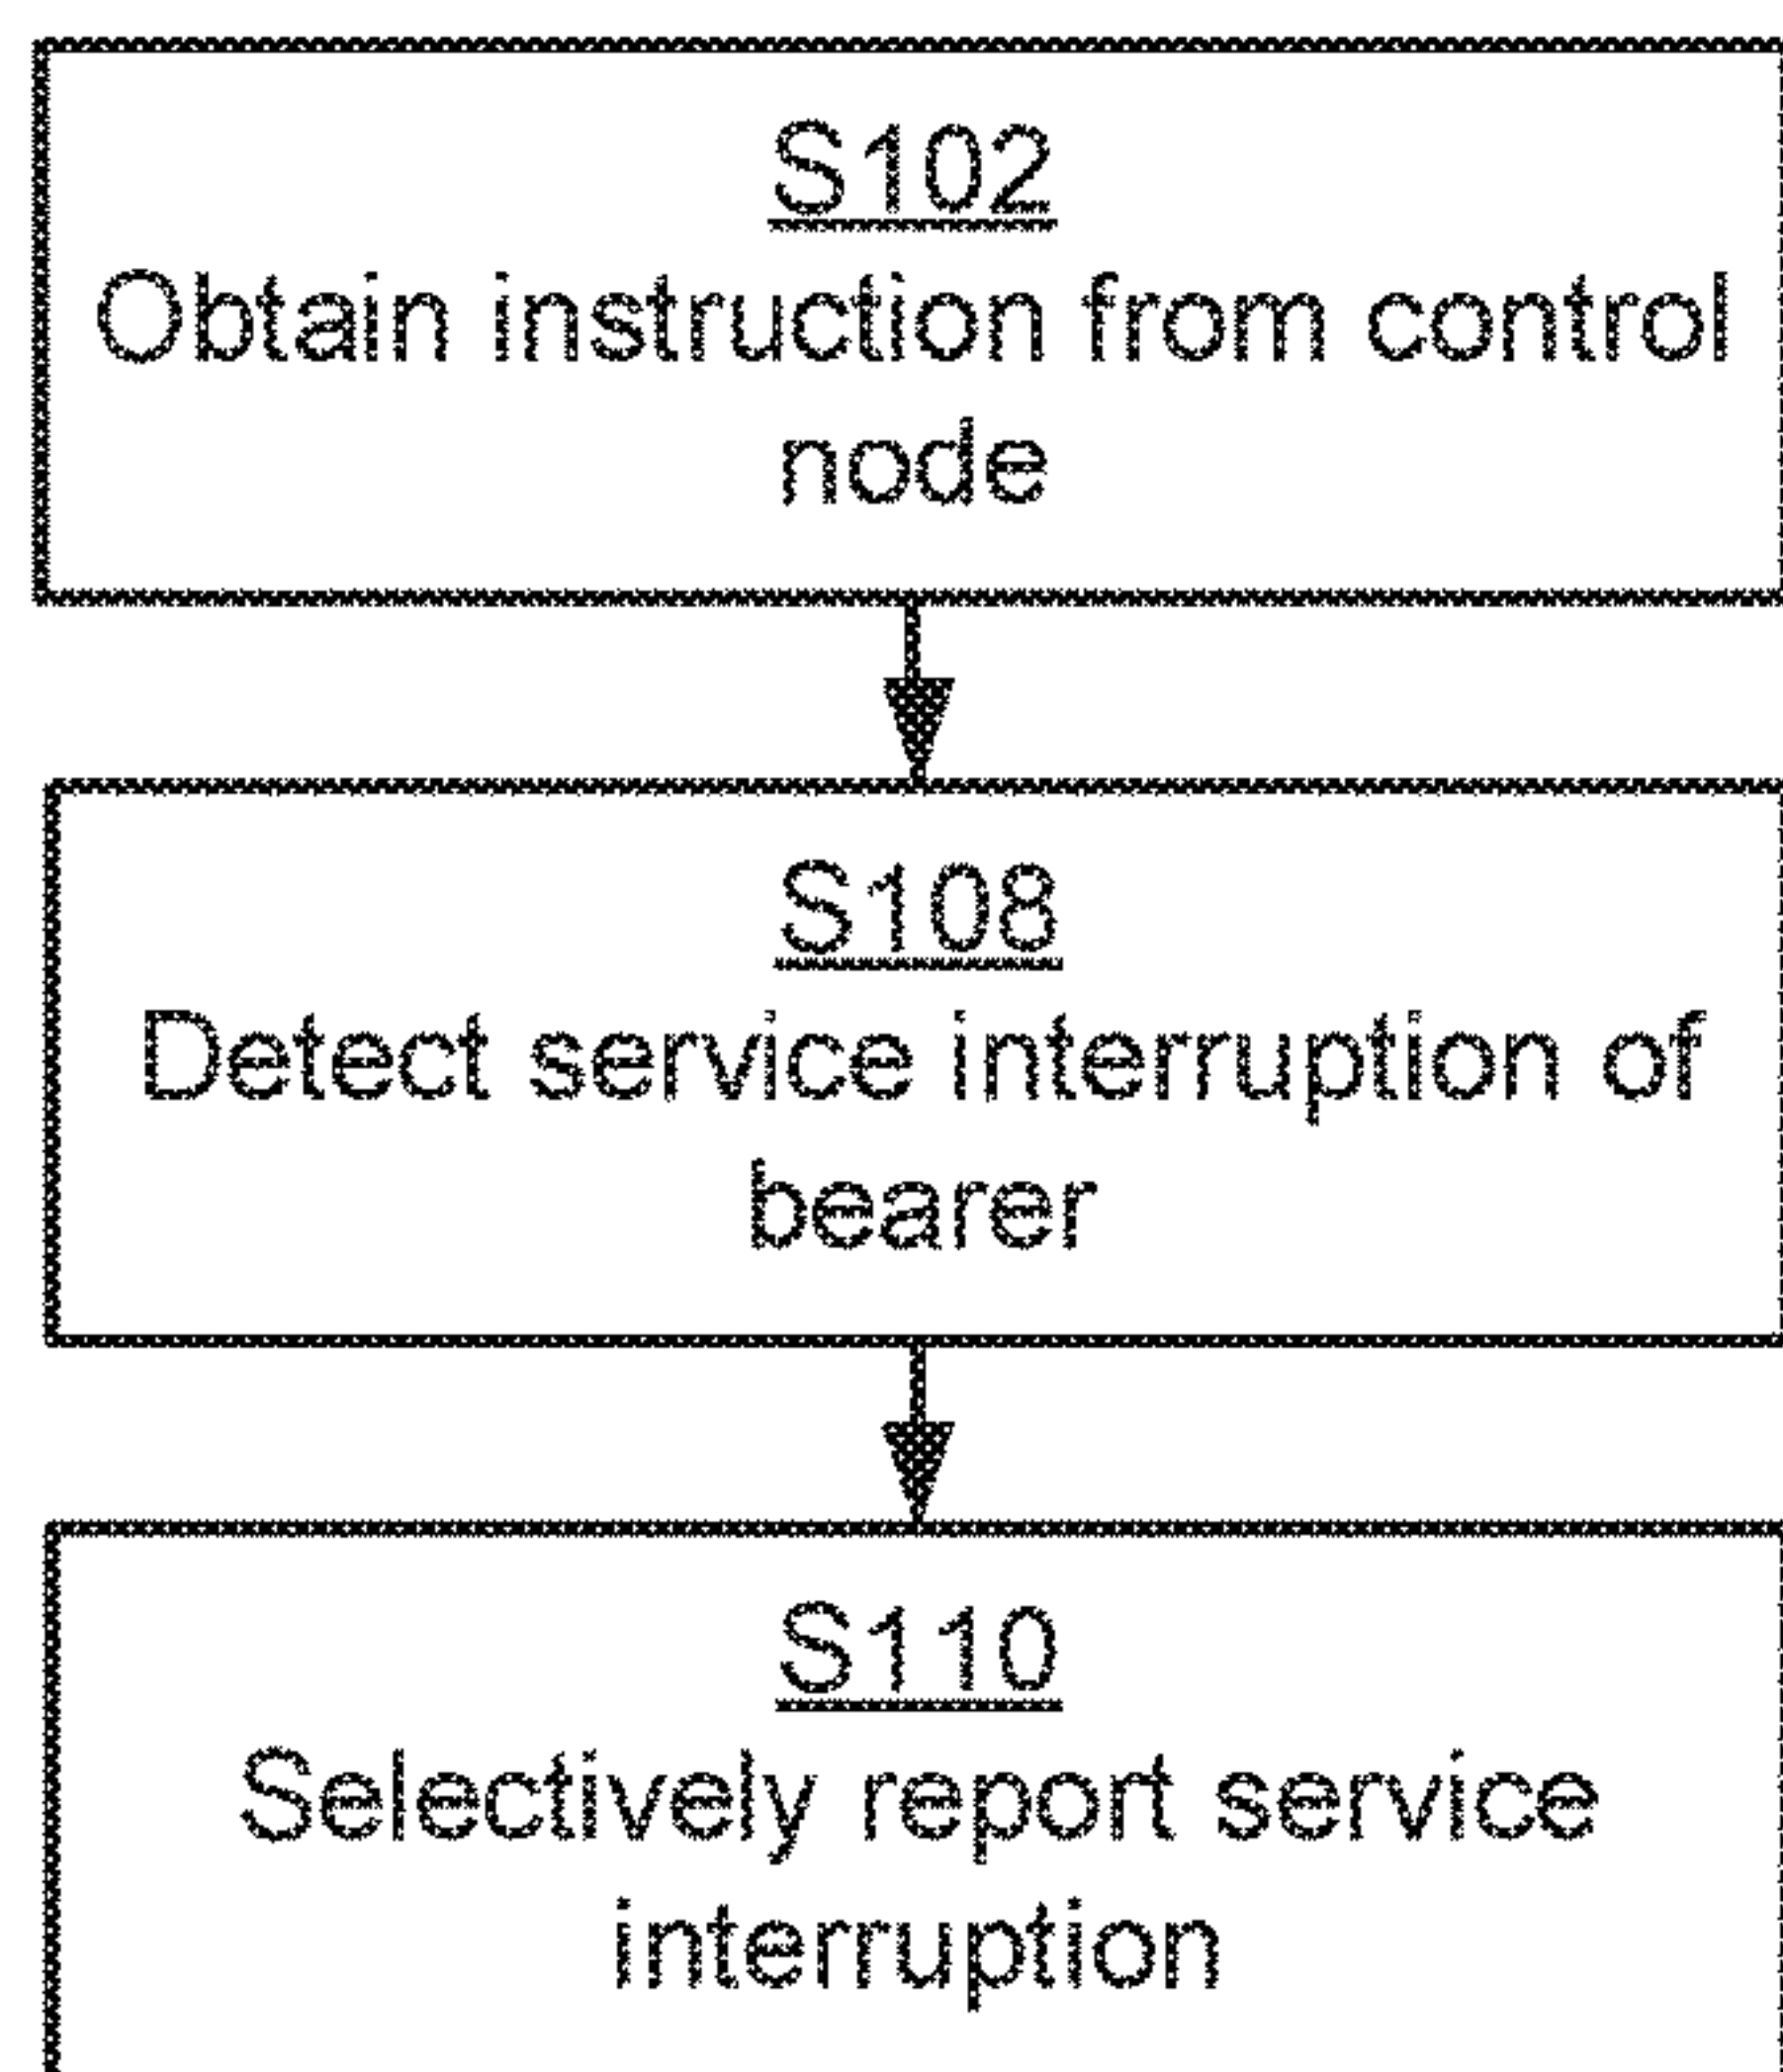 S102
Obtain instruction from control
node
S108
Detect service interruption of
bearer
S110
Selectively report service
interruption